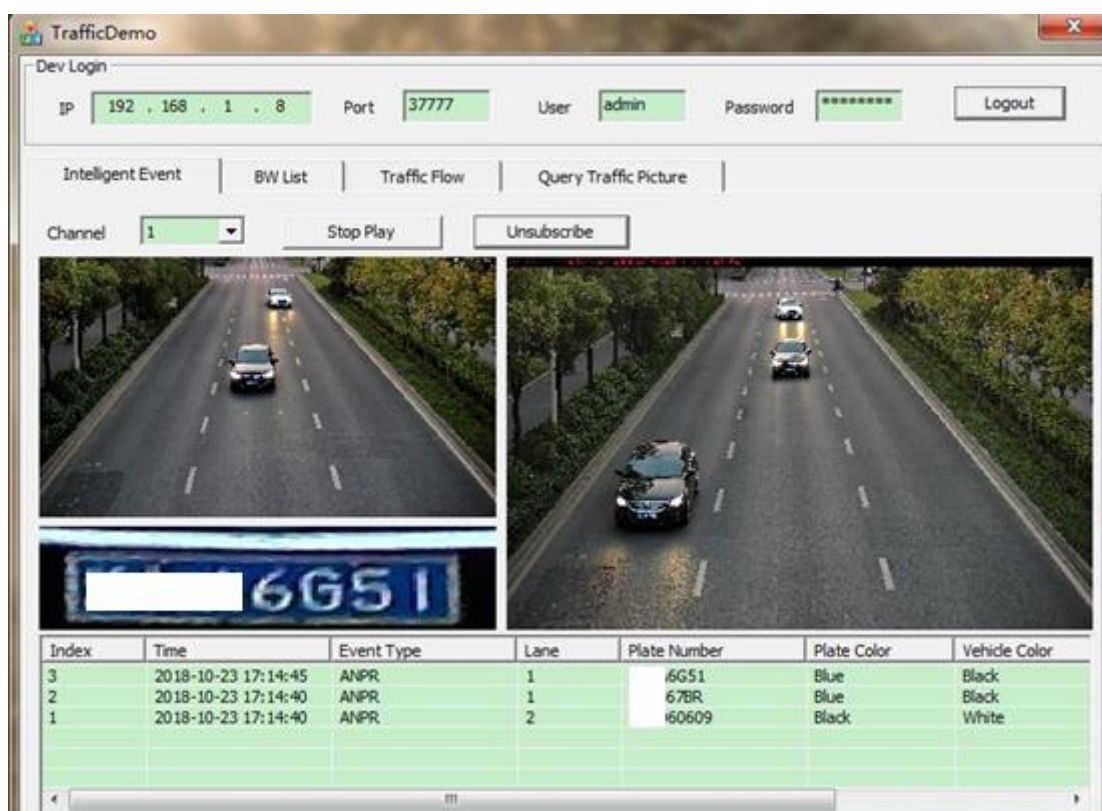 TrafficDemo
Dev Login
IP 192 . 168 . 1 . 8 Port 37777 User admin Password ******** Logout
Intelligent Event BW List Traffic Flow Query Traffic Picture
Channel 1 Stop Play Unsubscribe
6G51
Index Time Event Type Lane Plate Number Plate Color Vehicle Color
3 2018-10-23 17:14:45 ANPR 1 6G51 Blue Black
2 2018-10-23 17:14:40 ANPR 1 67BR Blue Black
1 2018-10-23 17:14:40 ANPR 2 60609 Black White